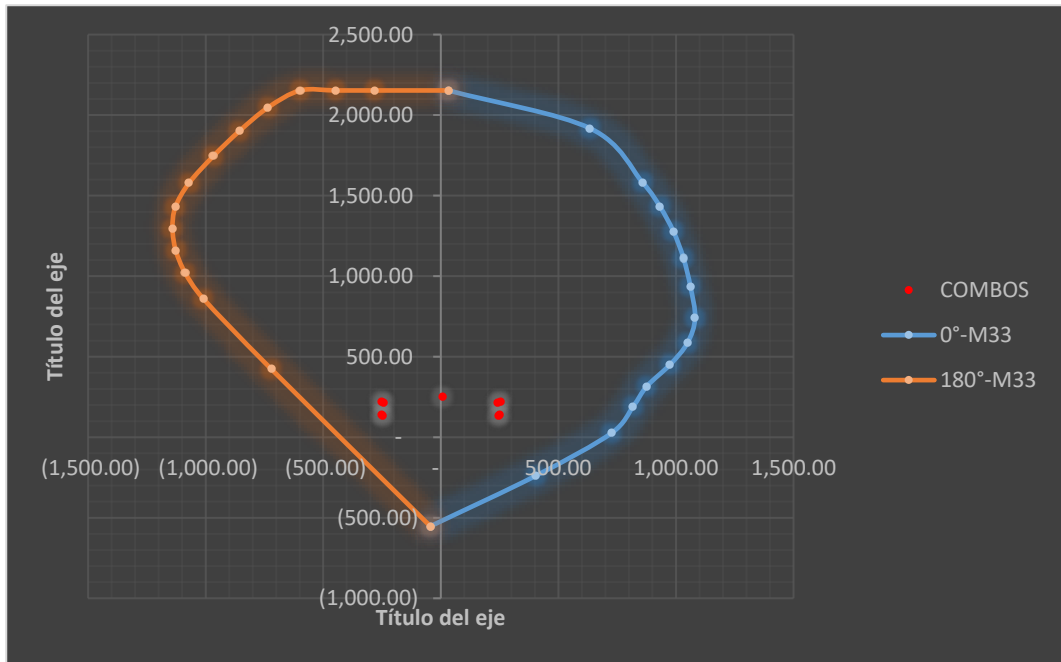 2,500.00
2,000.00
1,500.00
1,000.00
500.00
-
(500.00)
(1,000.00)
(1,500.00) (1,000.00) (500.00) - 500.00 1,000.00 1,500.00
Título del eje
Título del eje
COMBOS
0°-M33
180°-M33